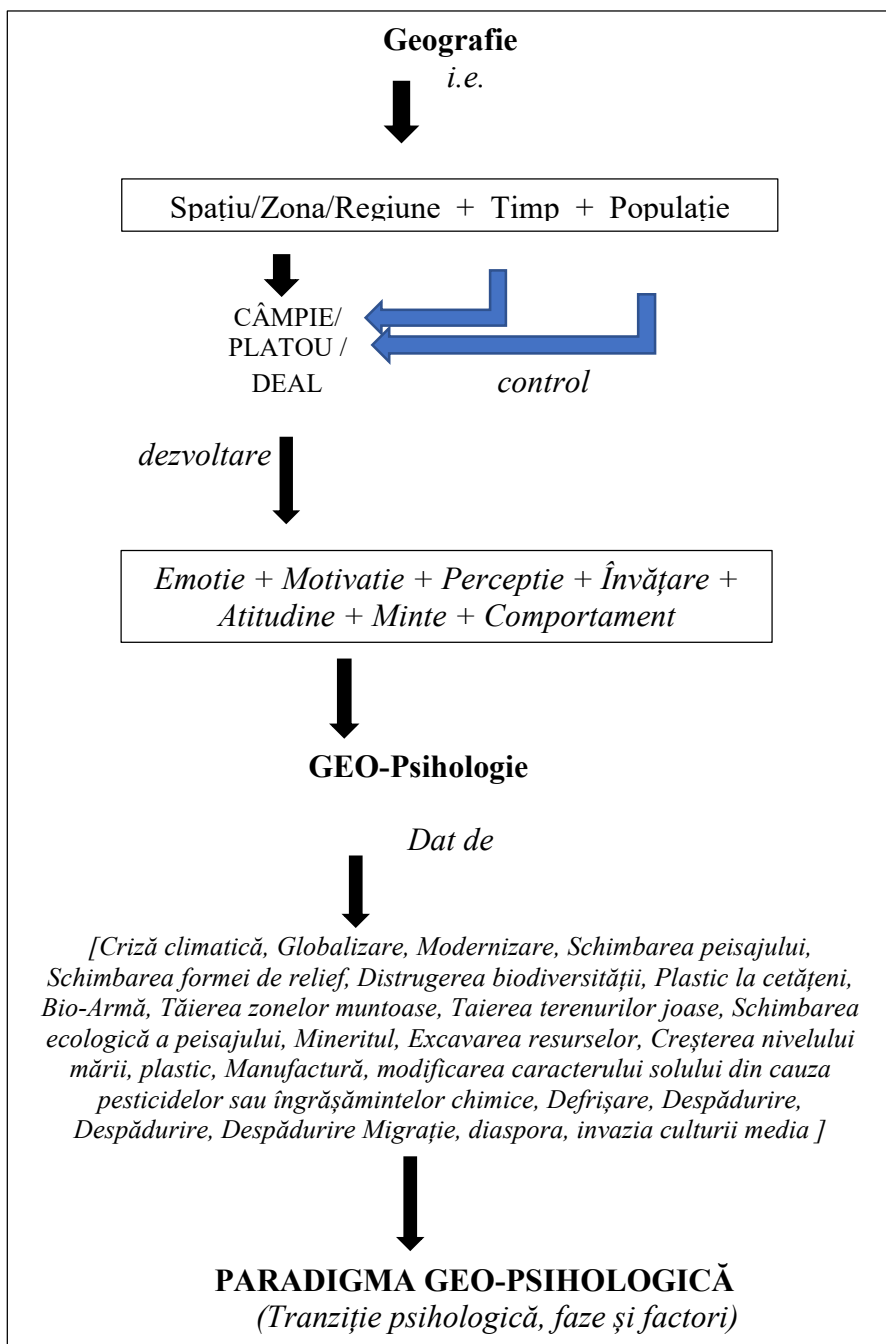 Geografie
i.e.
Spațiu/Zona/Regiune + Timp + Populație
CÂMPIE/
PLATOU /
DEAL
control
dezvoltare
Emotie + Motivatie + Perceptie + Învățare +
Atitudine + Minte + Comportament
GEO-Psihologie
Dat de
[Criză climatică, Globalizare, Modernizare, Schimbarea peisajului,
Schimbarea formei de relief, Distrugerea biodiversității, Plastic la cetățeni,
Bio-Armă, Tăierea zonelor muntoase, Taierea terenurilor joase, Schimbarea
ecologică a peisajului, Mineritul, Excavarea resurselor, Creșterea nivelului
mării, plastic, Manufactură, modificarea caracterului solului din cauza
pesticidelor sau îngrășămintelor chimice, Defrișare, Despădurire,
Despădurire, Despădurire Migrație, diaspora, invazia culturii media ]
PARADIGMA GEO-PSIHOLOGICĂ
(Tranziție psihologică, faze și factori)